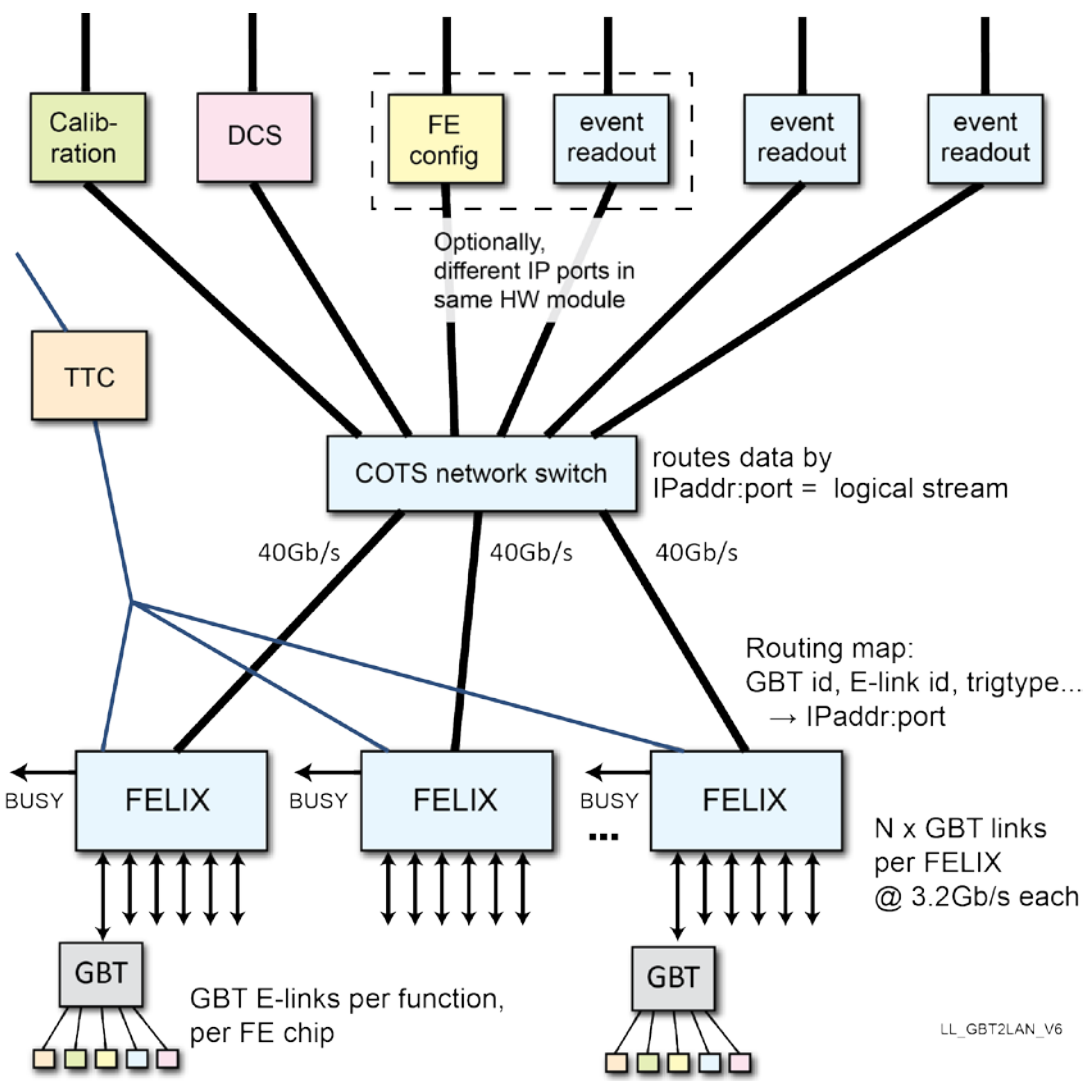 Calib-
ration
DCS
FE
config
event
readout
event
readout
event
readout
Optionally,
different IP ports in
same HW module
TTC
COTS network switch
routes data by
IPaddr:port = logical stream
40Gb/s
40Gb/s
40Gb/s
Routing map:
GBT id, E-link id, trigtype...
→ IPaddr:port
BUSY
FELIX
BUSY
FELIX
BUSY
...
FELIX
N x GBT links
per FELIX
@ 3.2Gb/s each
GBT
GBT E-links per function,
per FE chip
GBT
LL_GBT2LAN_V6